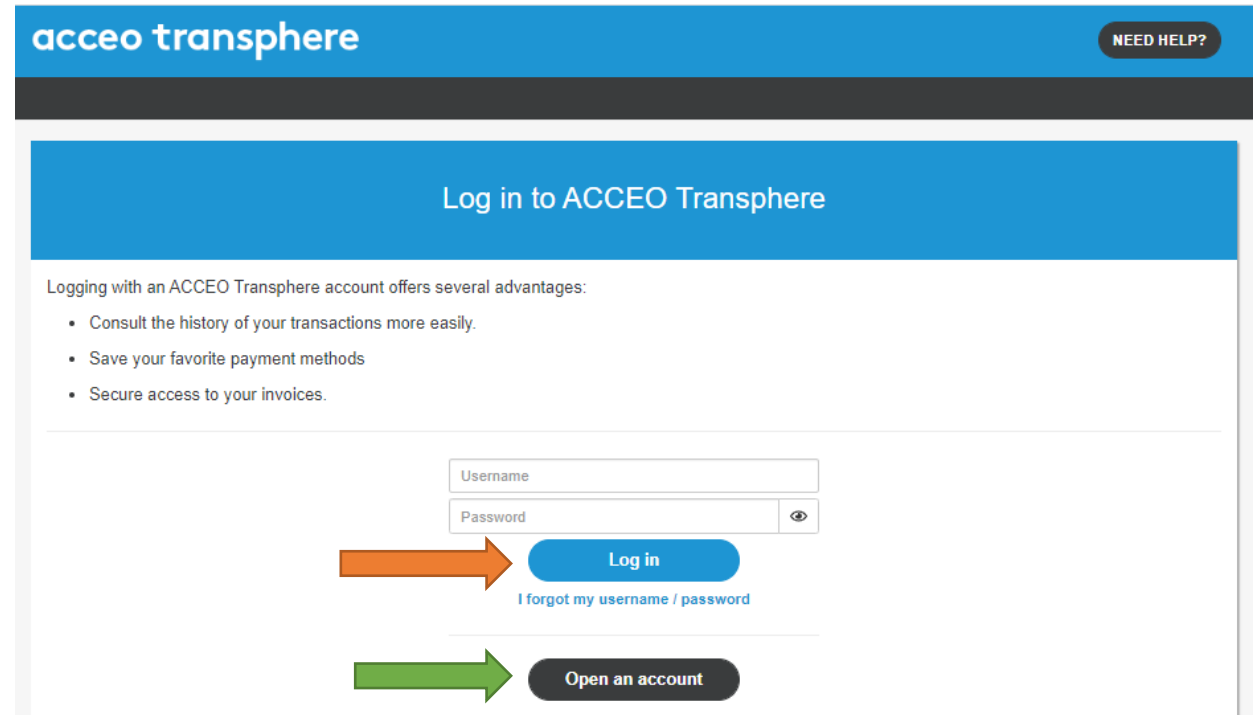 acceo transphere
NEED HELP?
Log in to ACCEO Transphere
Logging with an ACCEO Transphere account offers several advantages:
• Consult the history of your transactions more easily.
• Save your favorite payment methods
• Secure access to your invoices.
Username
Password
Log in
I forgot my username / password
Open an account